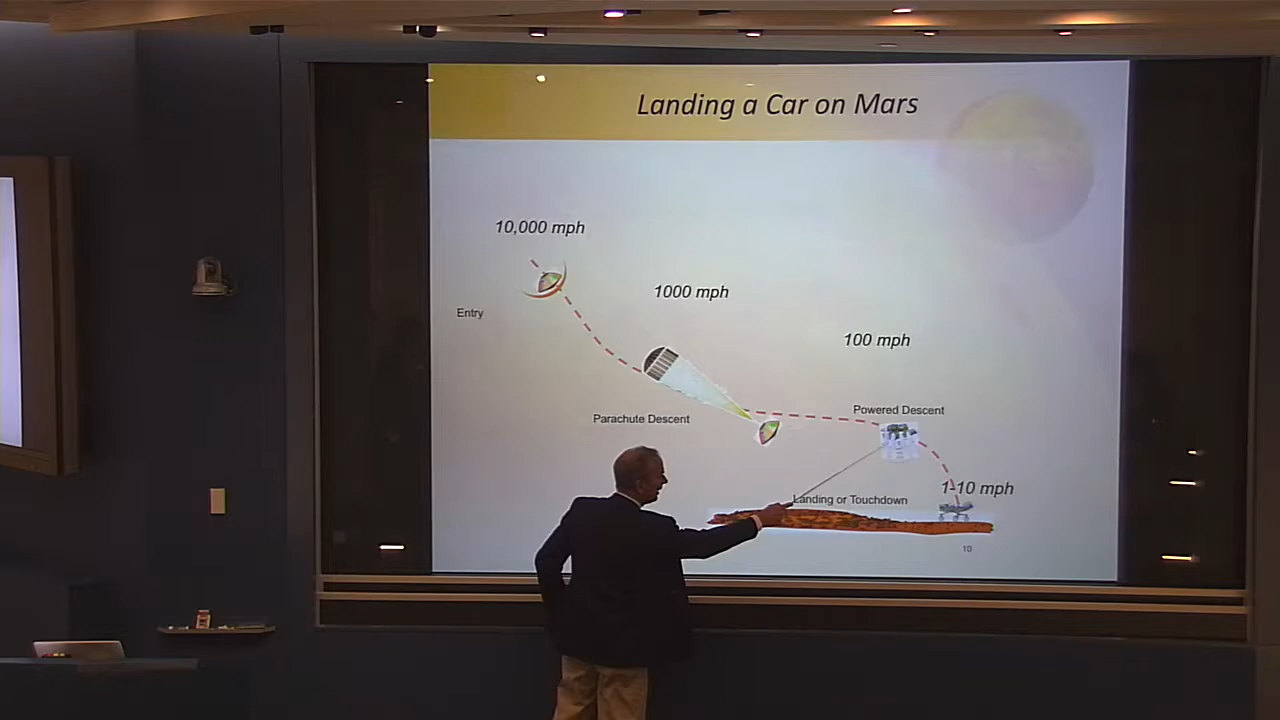 Landing a Car on Mars
10,000 mph
1000 mph
Entry
100 mph
Parachute Descent
Powered Descent
1-10 mph
Landing or Touchdown
10